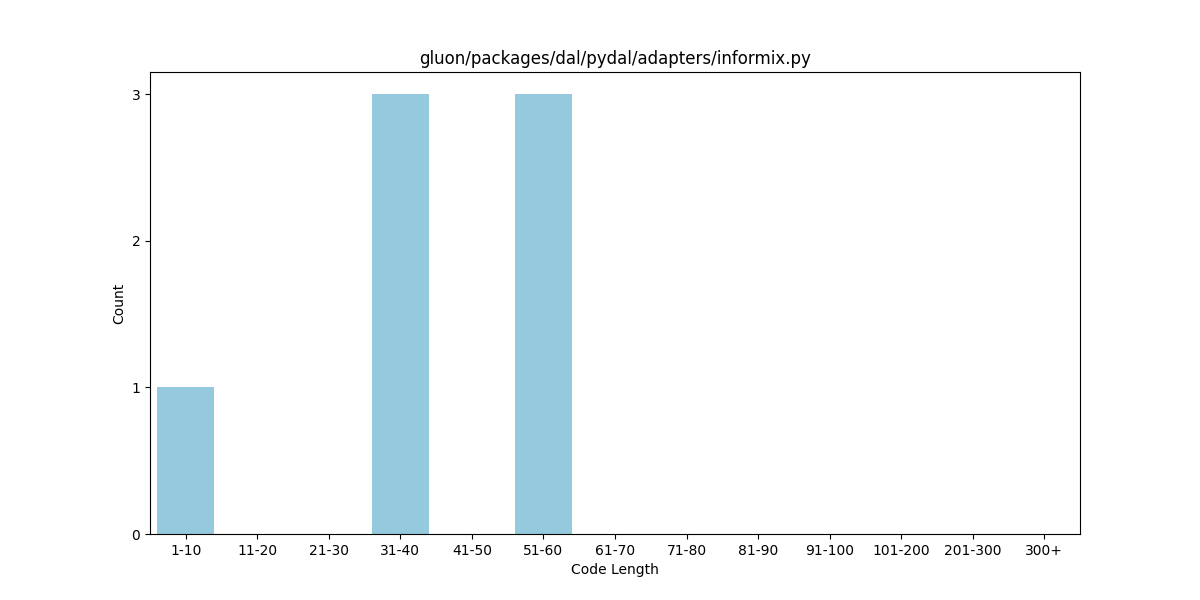 gluon/packages/dal/pydal/adapters/informix.py
3
2
1
0
Count
1-10 11-20 21-30 31-40 41-50 51-60 61-70 71-80 81-90 91-100 101-200 201-300 300+
Code Length